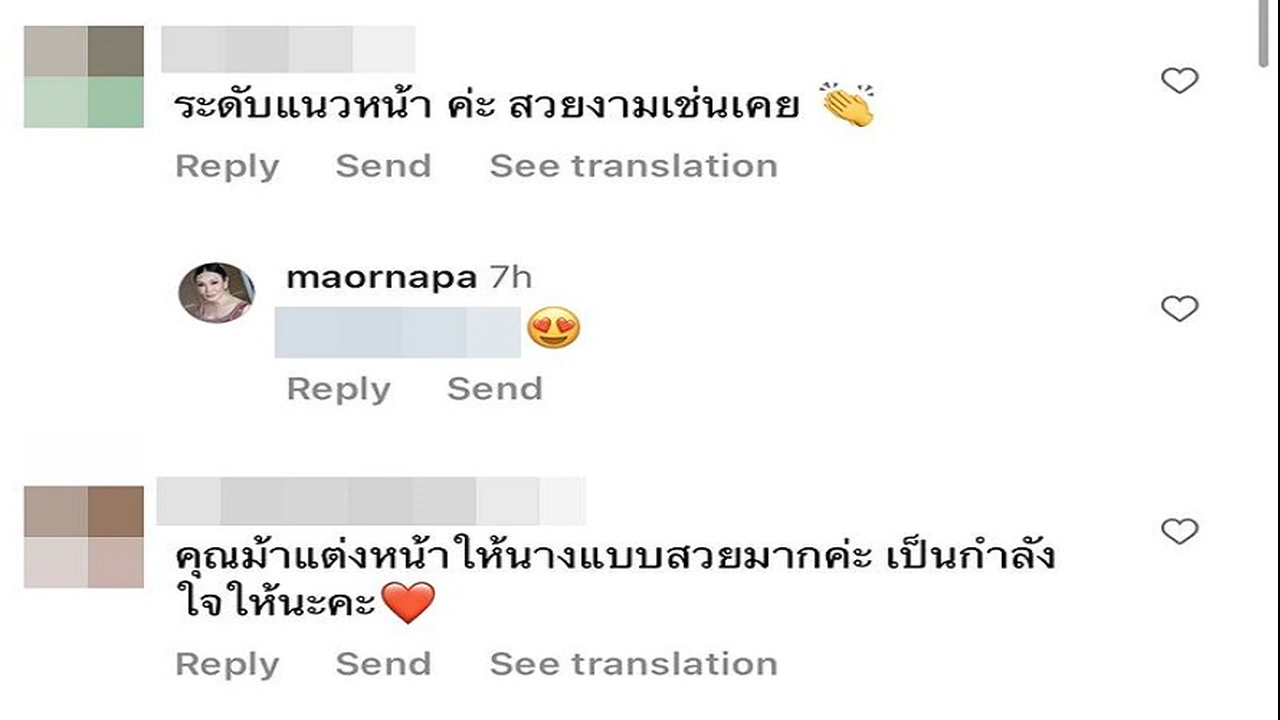 ระดับแนวหน้า ค่ะ สวยงามเช่นเคย 👏
Reply Send See translation
maornapa 7h
😍
Reply Send
คุณม้าแต่งหน้าให้นางแบบสวยมากค่ะ เป็นกำลัง
ใจให้นะคะ❤️
Reply Send See translation